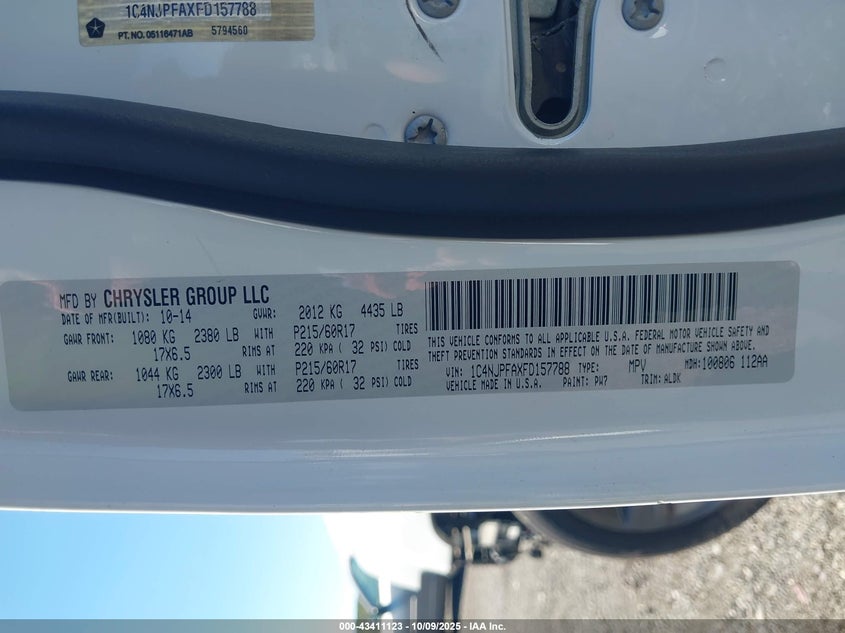 1C4NJPFAXFD157788
PT. NO. 05116471AB 5794560
MFD BY CHRYSLER GROUP LLC
DATE OF MFR(BUILT): 10-14 GVWR: 2012 KG 4435 LB
GAWR FRONT: 1080 KG 2380 LB WITH P215/60R17 TIRES
17X6.5 RIMS AT 220 KPA ( 32 PSI) COLD
GAWR REAR: 1044 KG 2300 LB WITH P215/60R17 TIRES
17X6.5 RIMS AT 220 KPA ( 32 PSI) COLD
THIS VEHICLE CONFORMS TO ALL APPLICABLE U.S.A. FEDERAL MOTOR VEHICLE SAFETY AND
THEFT PREVENTION STANDARDS IN EFFECT ON THE DATE OF MANUFACTURE SHOWN ABOVE.
VIN: 1C4NJPFAXFD157788 TYPE: MPV MDH: 100806 112AA
VEHICLE MADE IN U.S.A. PAINT: PW7 TRIM: ALDK
000-43411123 - 10/09/2025 - IAA Inc.